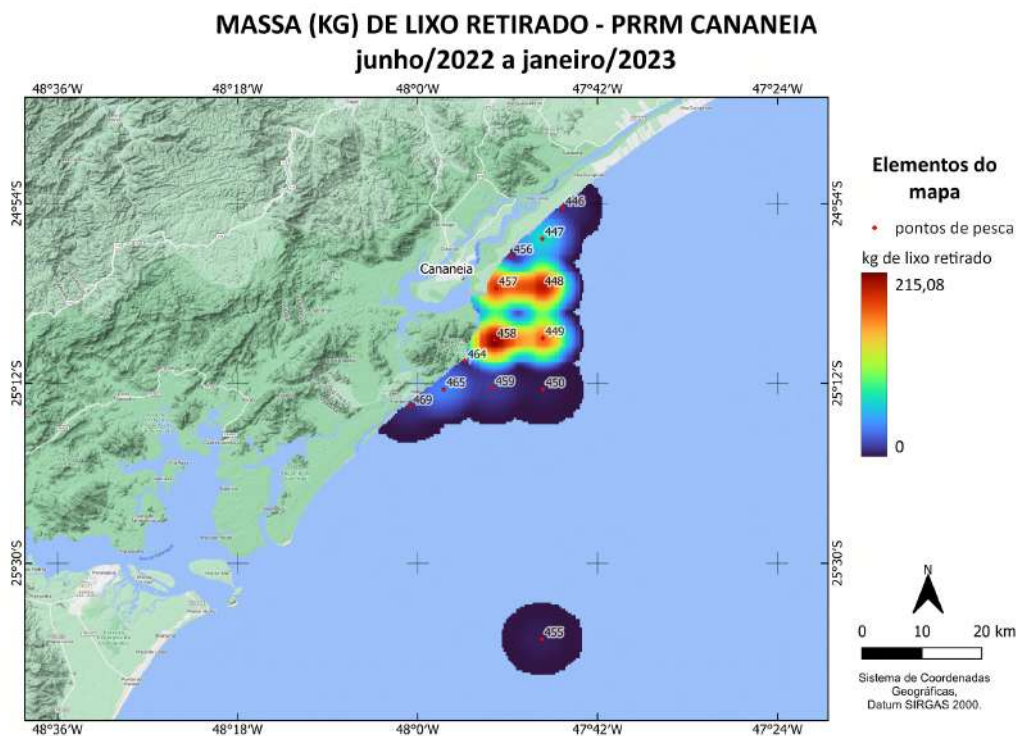 MASSA (KG) DE LIXO RETIRADO - PRRM CANANEIA
junho/2022 a janeiro/2023
48°36'W 48°18'W 48°00'W 47°42'W 47°24'W
24°54'S 24°54'S
25°12'S 25°12'S
25°30'S 25°30'S
446
447
456
Cananeia
457 448
458 449
464
465 459 450
469
455
48°36'W 48°18'W 48°00'W 47°42'W 47°24'W
Elementos do
mapa
pontos de pesca
kg de lixo retirado
215,08
0
N
0 10 20 km
Sistema de Coordenadas
Geográficas,
Datum SIRGAS 2000.